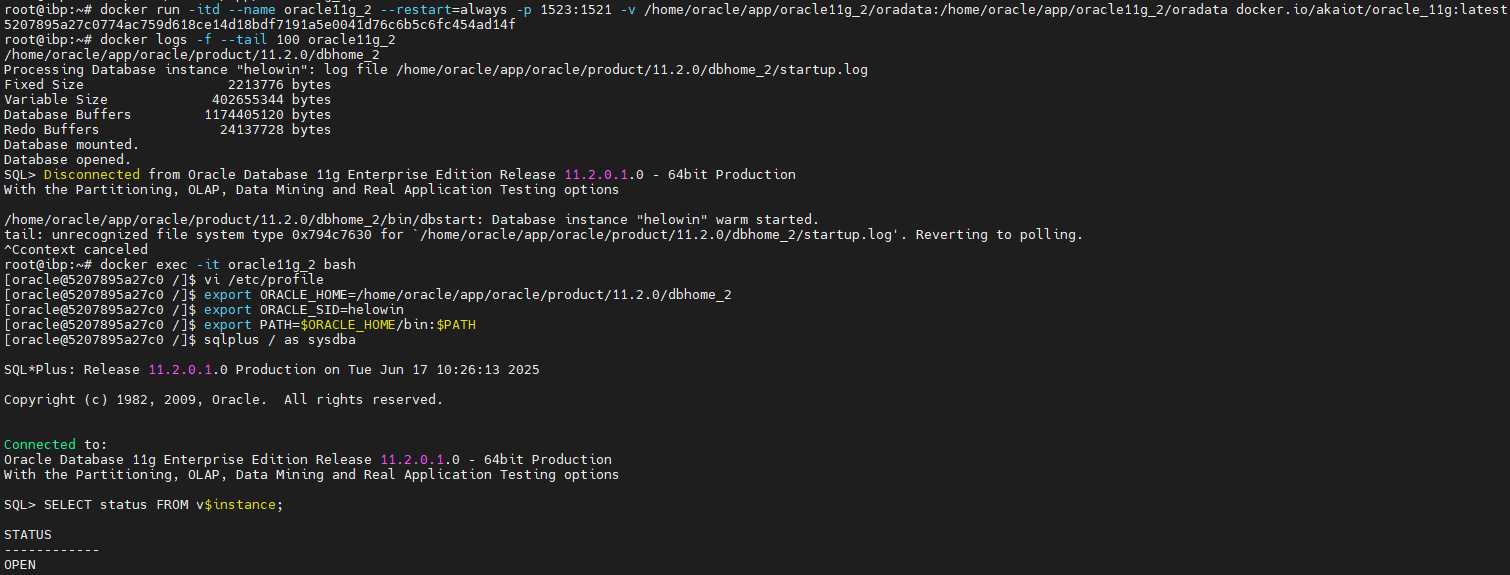 root@ibp:~# docker run -itd --name oracle11g_2 --restart=always -p 1523:1521 -v /home/oracle/app/oracle11g_2/oradata:/home/oracle/app/oracle11g_2/oradata docker.io/akaiot/oracle_11g:latest
5207895a27c0774ac759d618ce14d18bdf7191a5e0041d76c6b5c6fc454ad14f
root@ibp:~# docker logs -f --tail 100 oracle11g_2
/home/oracle/app/oracle/product/11.2.0/dbhome_2
Processing Database instance "helowin": log file /home/oracle/app/oracle/product/11.2.0/dbhome_2/startup.log
Fixed Size                  2213776 bytes
Variable Size             402655344 bytes
Database Buffers         1174405120 bytes
Redo Buffers               24137728 bytes
Database mounted.
Database opened.
SQL> Disconnected from Oracle Database 11g Enterprise Edition Release 11.2.0.1.0 - 64bit Production
With the Partitioning, OLAP, Data Mining and Real Application Testing options
/home/oracle/app/oracle/product/11.2.0/dbhome_2/bin/dbstart: Database instance "helowin" warm started.
tail: unrecognized file system type 0x794c7630 for `/home/oracle/app/oracle/product/11.2.0/dbhome_2/startup.log'. Reverting to polling.
^Ccontext canceled
root@ibp:~# docker exec -it oracle11g_2 bash
[oracle@5207895a27c0 /]$ vi /etc/profile
[oracle@5207895a27c0 /]$ export ORACLE_HOME=/home/oracle/app/oracle/product/11.2.0/dbhome_2
[oracle@5207895a27c0 /]$ export ORACLE_SID=helowin
[oracle@5207895a27c0 /]$ export PATH=$ORACLE_HOME/bin:$PATH
[oracle@5207895a27c0 /]$ sqlplus / as sysdba
SQL*Plus: Release 11.2.0.1.0 Production on Tue Jun 17 10:26:13 2025
Copyright (c) 1982, 2009, Oracle.  All rights reserved.
Connected to:
Oracle Database 11g Enterprise Edition Release 11.2.0.1.0 - 64bit Production
With the Partitioning, OLAP, Data Mining and Real Application Testing options
SQL> SELECT status FROM v$instance;
STATUS
------------
OPEN